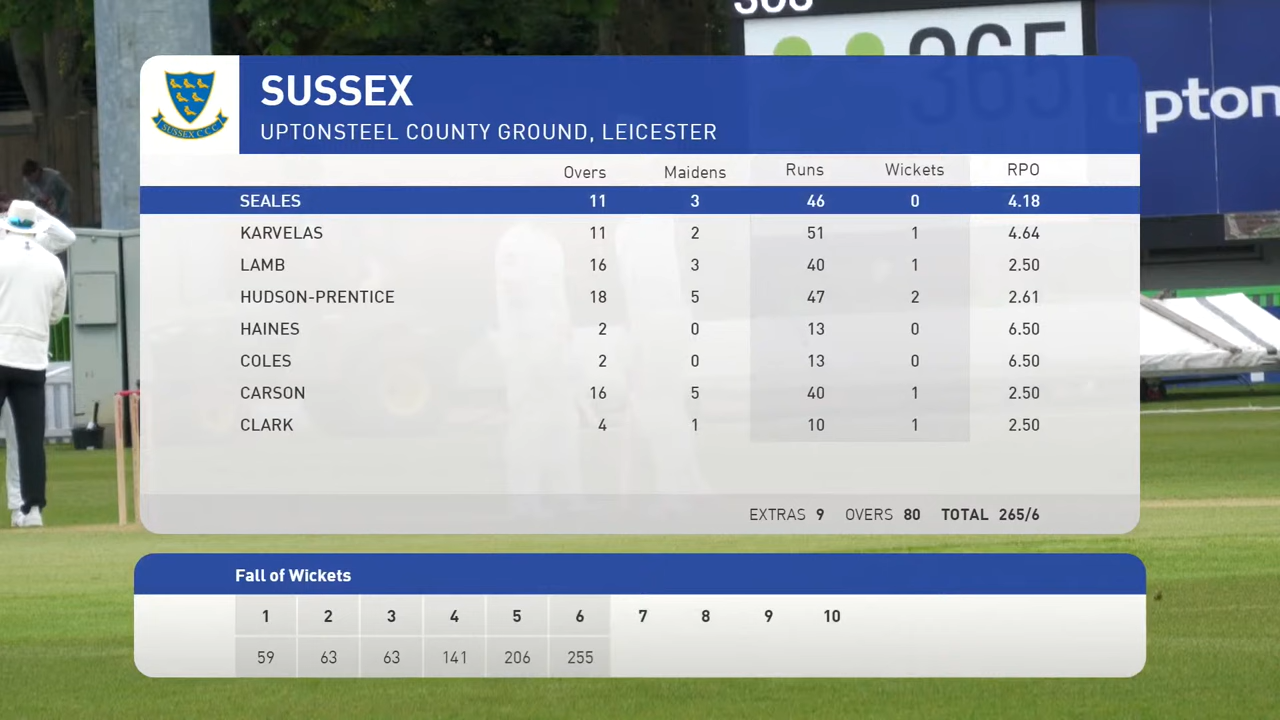 365
upton
SUSSEX
SUSSEX C C C
UPTONSTEEL COUNTY GROUND, LEICESTER
Overs Maidens Runs Wickets RPO
SEALES 11 3 46 0 4.18
KARVELAS 11 2 51 1 4.64
LAMB 16 3 40 1 2.50
HUDSON-PRENTICE 18 5 47 2 2.61
HAINES 2 0 13 0 6.50
COLES 2 0 13 0 6.50
CARSON 16 5 40 1 2.50
CLARK 4 1 10 1 2.50
EXTRAS 9 OVERS 80 TOTAL 265/6
Fall of Wickets
1 2 3 4 5 6 7 8 9 10
59 63 63 141 206 255